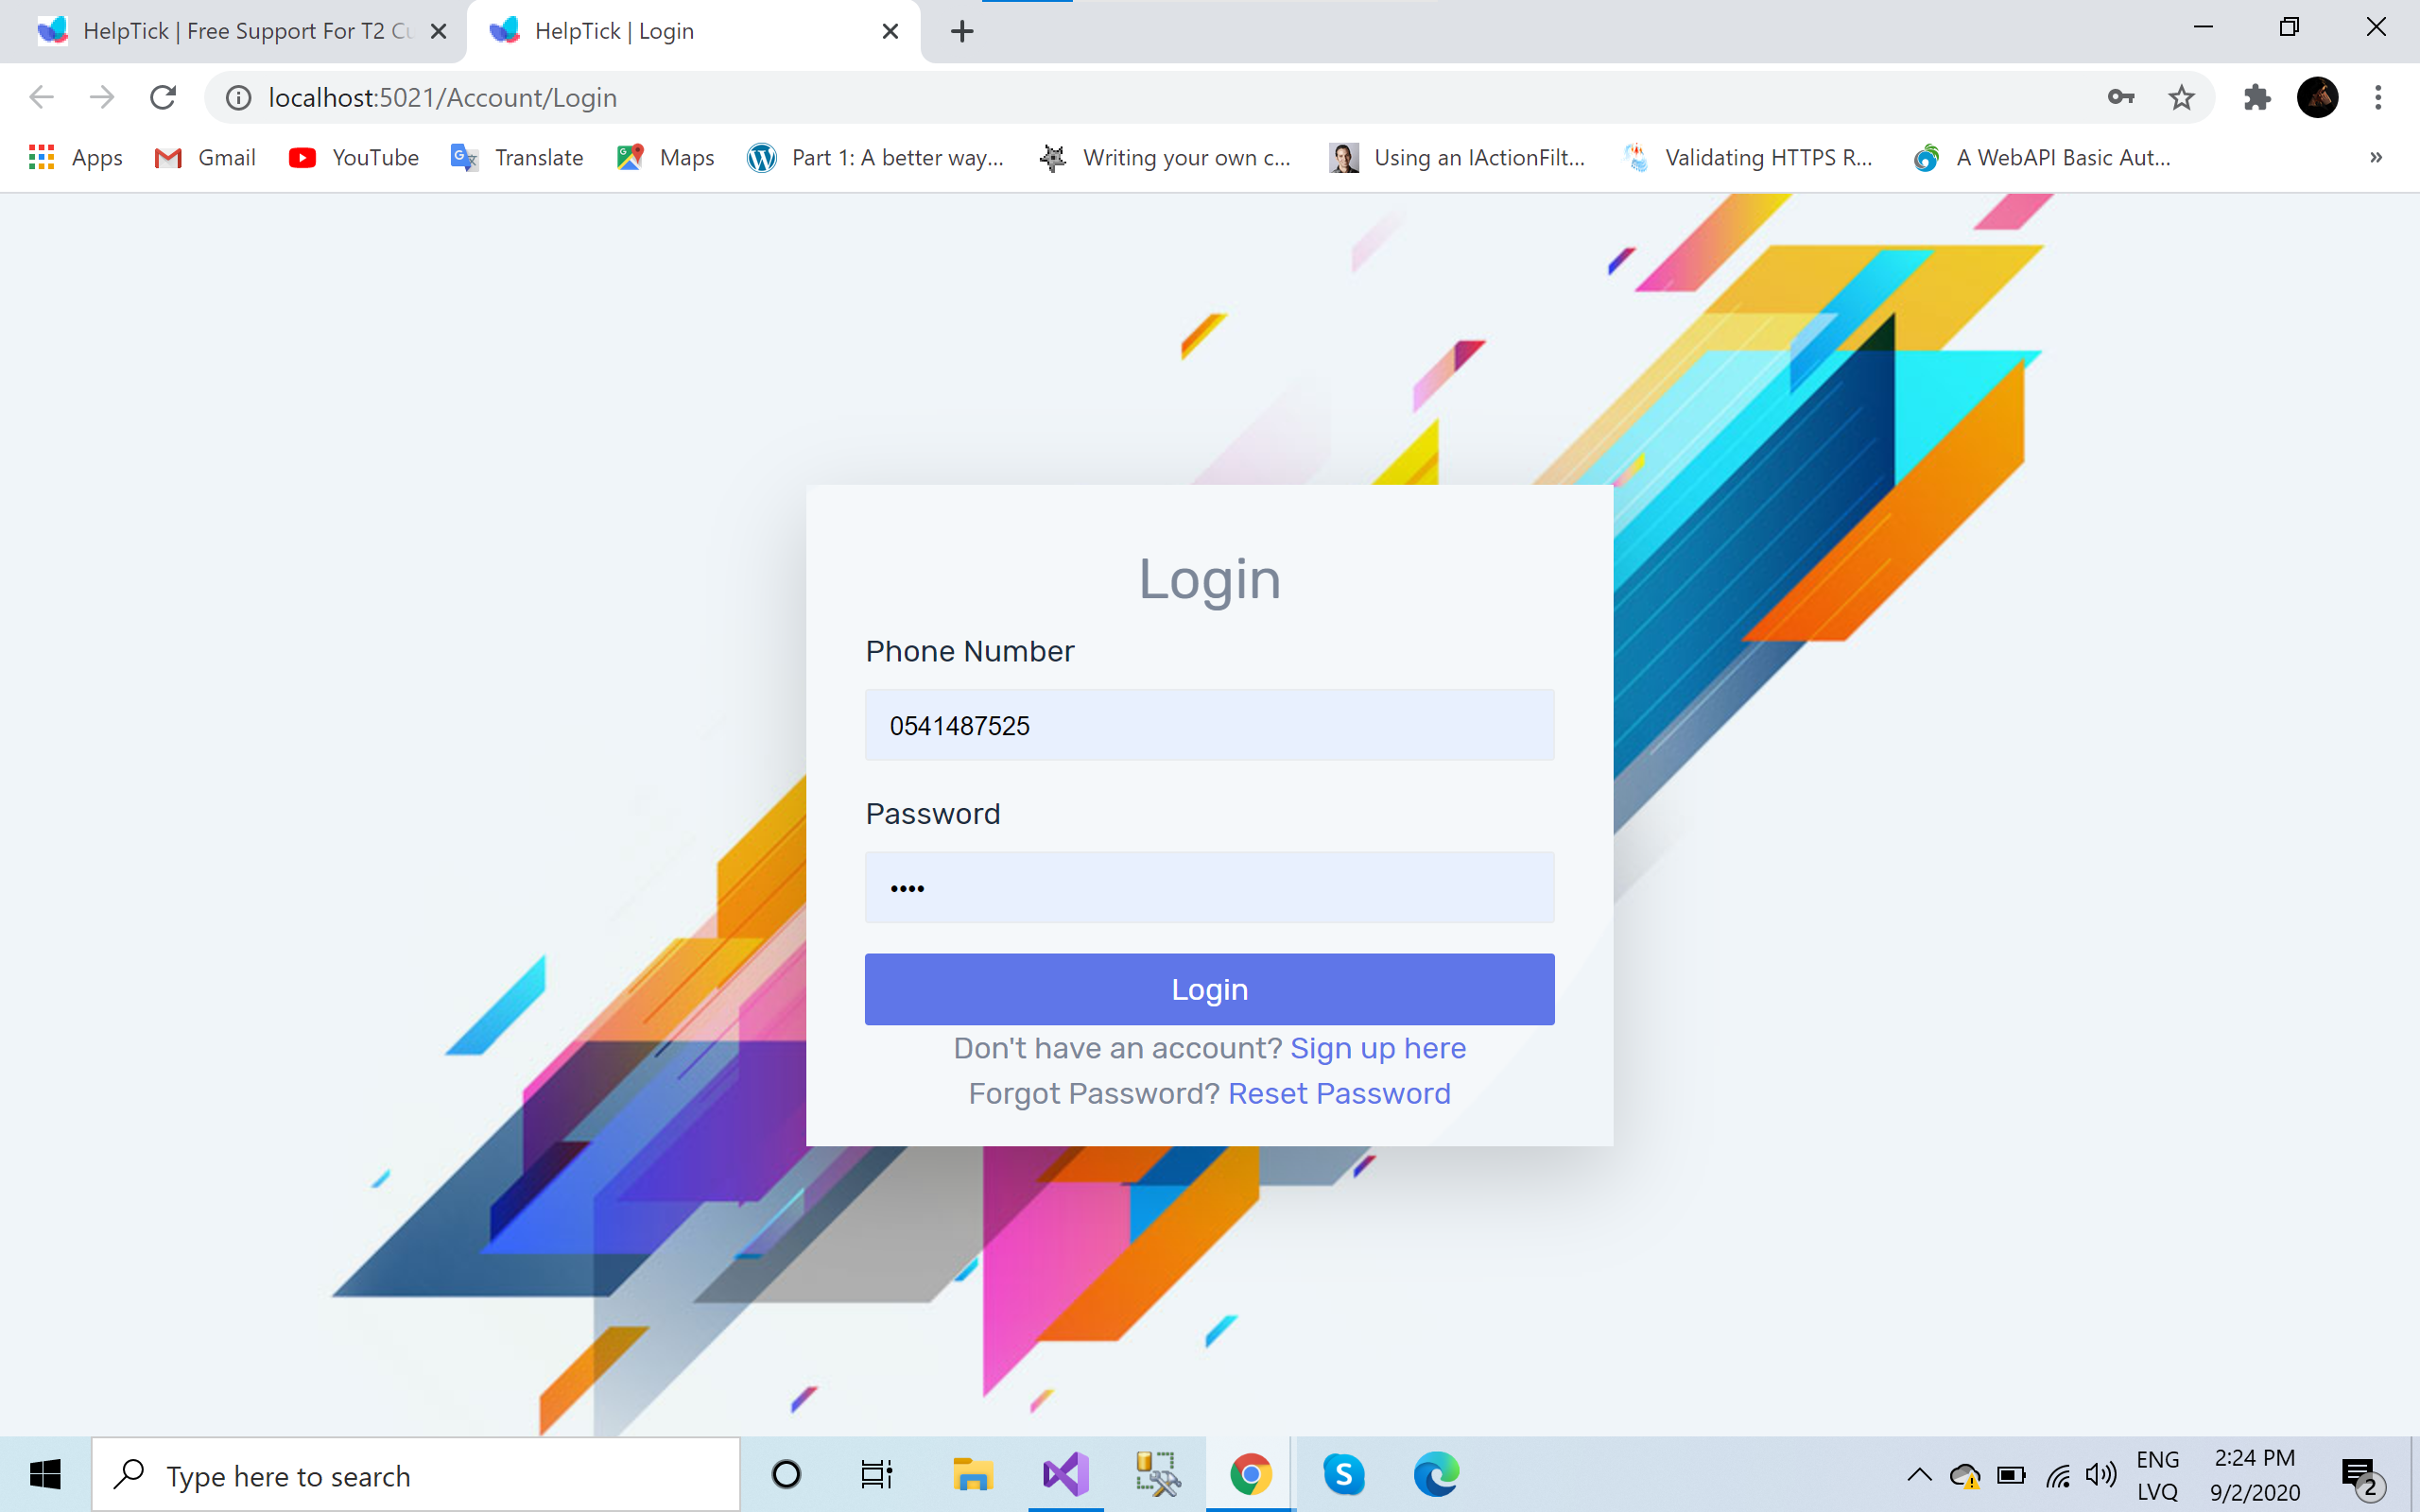 HelpTick | Free Support For T2 Cu
HelpTick | Login
localhost:5021/Account/Login
Apps
Gmail
YouTube
Translate
Maps
Part 1: A better way...
Writing your own c...
Using an IActionFilt...
Validating HTTPS R...
A WebAPI Basic Aut...
»
Login
Phone Number
0541487525
Password
••••
Login
Don't have an account? Sign up here
Forgot Password? Reset Password
Type here to search
ENG
LVQ
2:24 PM
9/2/2020
2